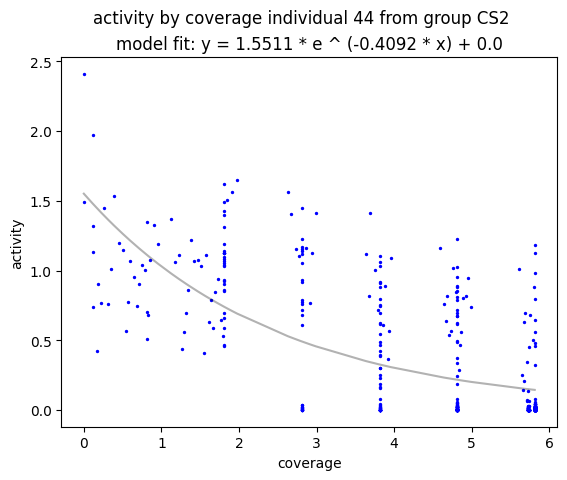 activity by coverage individual 44 from group CS2
model fit: y = 1.5511 * e ^ (-0.4092 * x) + 0.0
2.5
2.0
1.5
1.0
0.5
0.0
activity
0 1 2 3 4 5 6
coverage